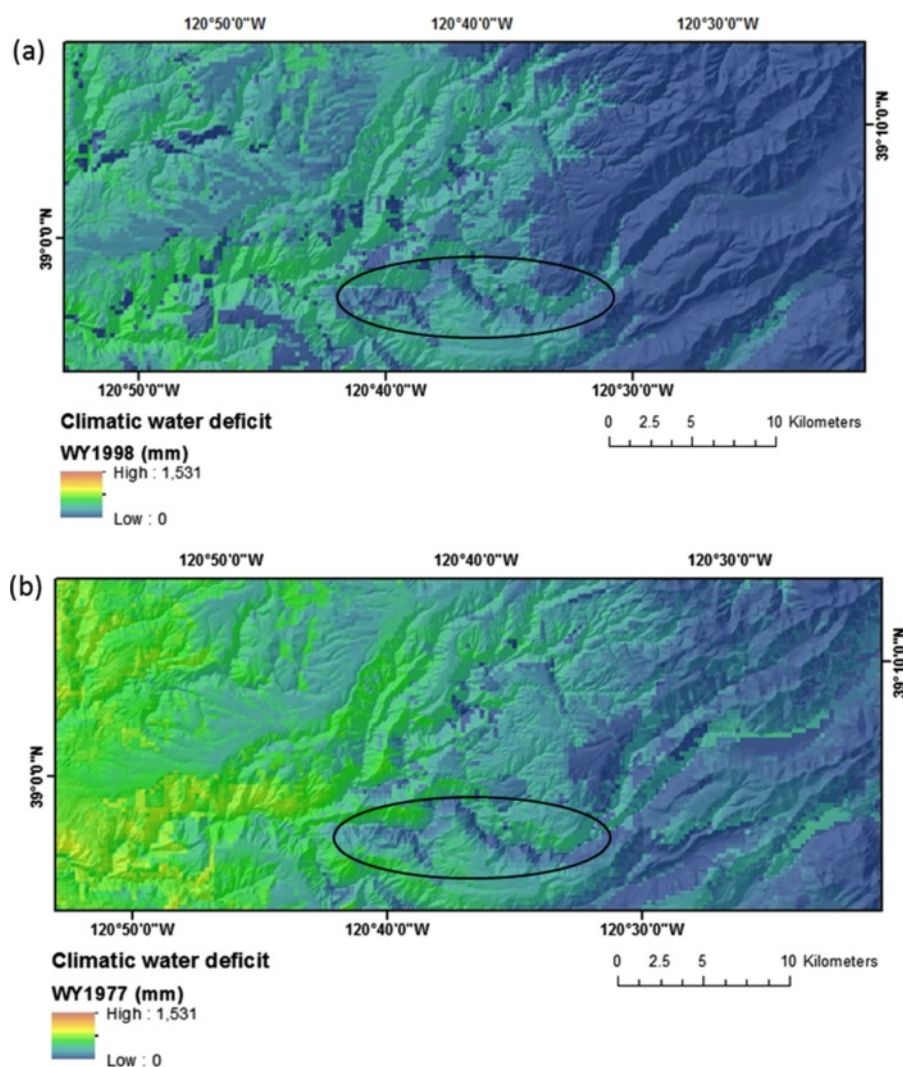 120°50'0"W 120°40'0"W 120°30'0"W
(a)
39°10'0"N
39°0'0"N
120°50'0"W 120°40'0"W 120°30'0"W
Climatic water deficit
WY1998 (mm)
High : 1,531
Low : 0
0 2.5 5 10 Kilometers
120°50'0"W 120°40'0"W 120°30'0"W
(b)
39°10'0"N
39°0'0"N
120°50'0"W 120°40'0"W 120°30'0"W
Climatic water deficit
WY1977 (mm)
High : 1,531
Low : 0
0 2.5 5 10 Kilometers